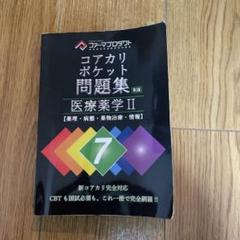 ファーマプロダクト
コアカリ
ポケット
問題集
医療薬学Ⅱ
【薬理・病態・薬物治療・情報】
7
新コアカリ完全対応
CBTも国試必須も、これ一冊で完全網羅!!